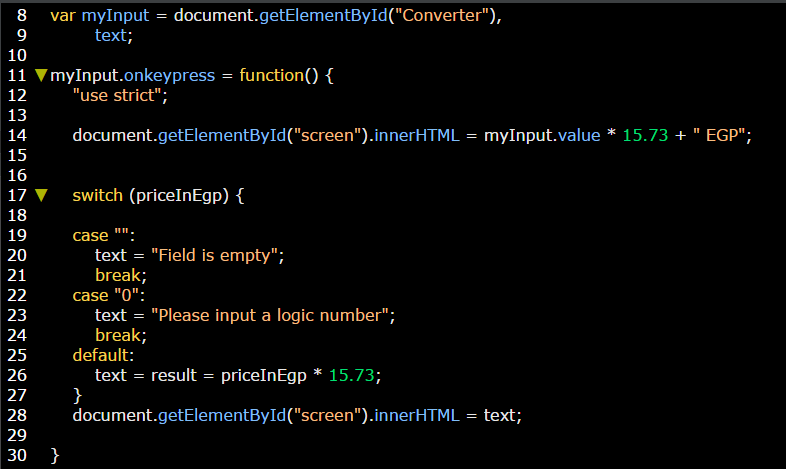 8 var myInput = document.getElementById("Converter"),
9 text;
10
11 ▼ myInput.onkeypress = function() {
12 "use strict";
13
14 document.getElementById("screen").innerHTML = myInput.value * 15.73 + " EGP";
15
16
17 ▼ switch (priceInEgp) {
18
19 case "":
20 text = "Field is empty";
21 break;
22 case "0":
23 text = "Please input a logic number";
24 break;
25 default:
26 text = result = priceInEgp * 15.73;
27 }
28 document.getElementById("screen").innerHTML = text;
29
30 }